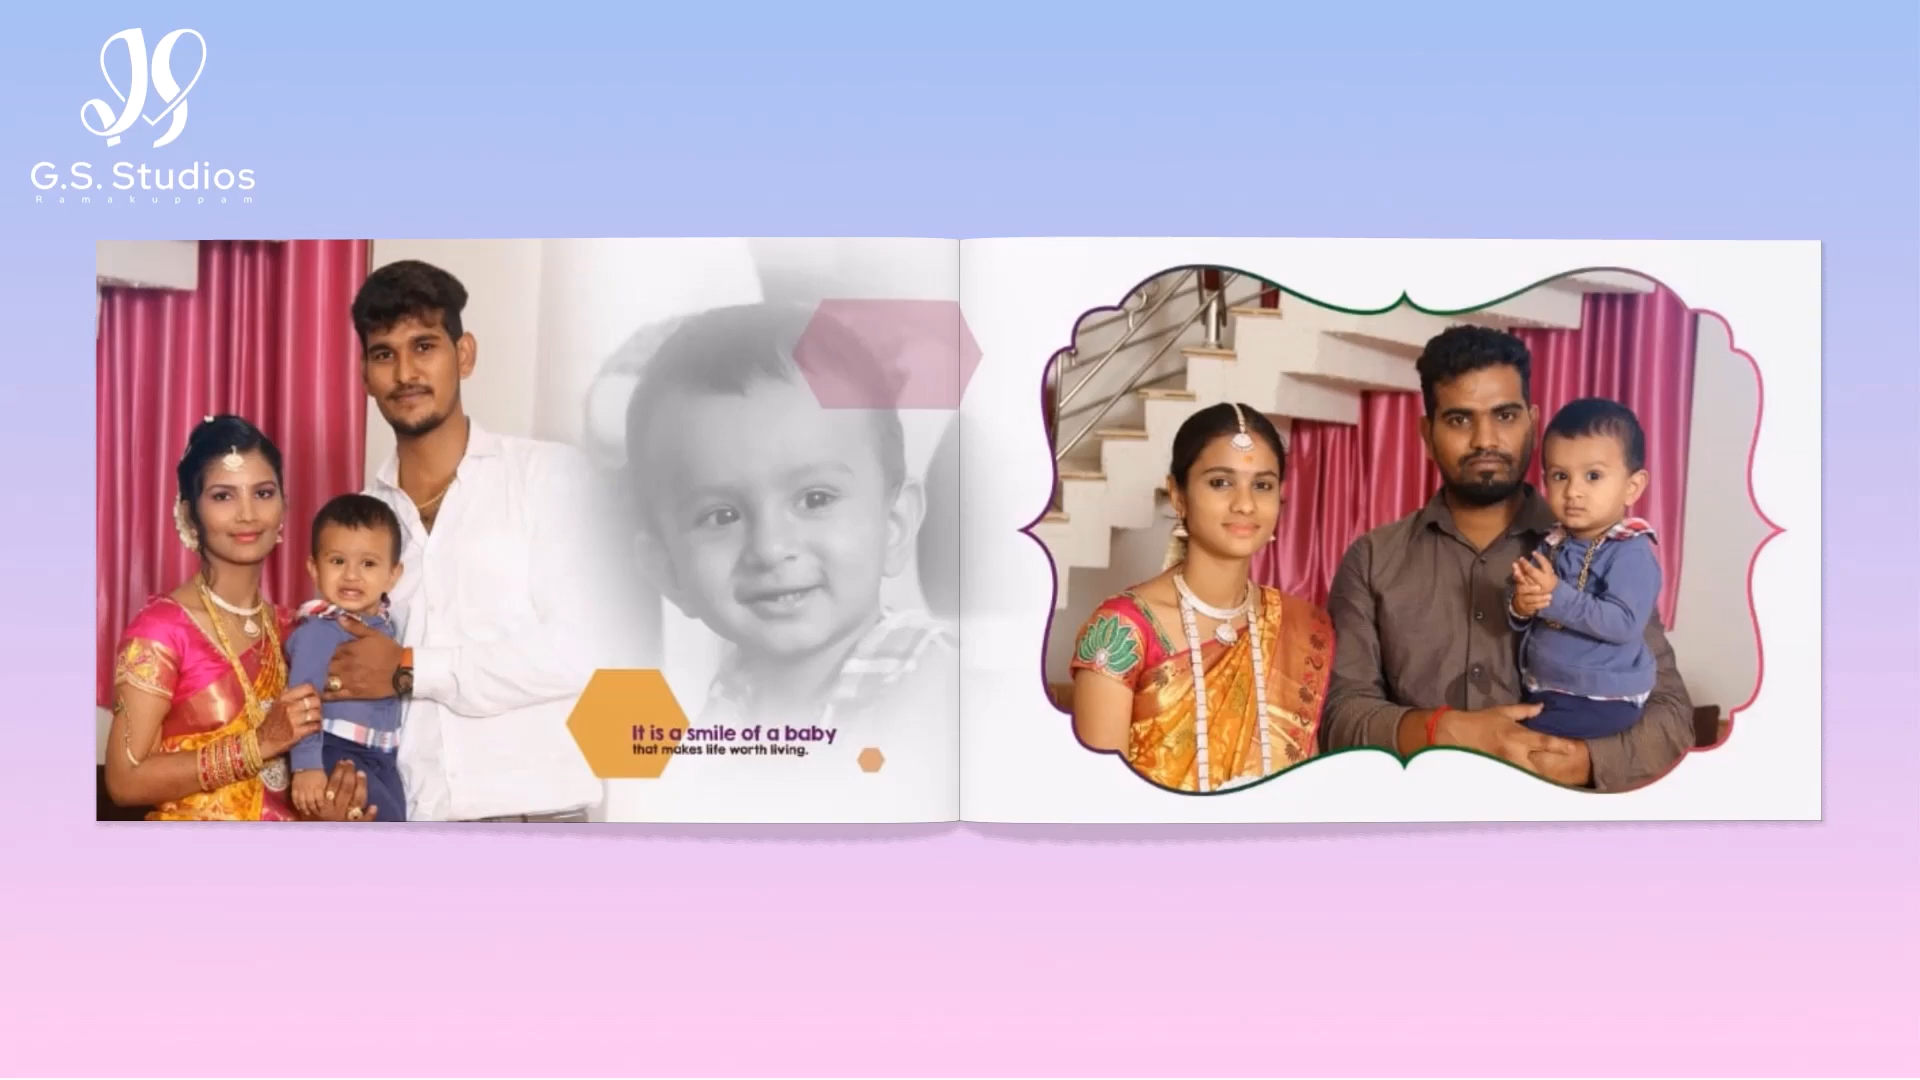 G.S. Studios
Ramakuppam
It is a smile of a baby
that makes life worth living.